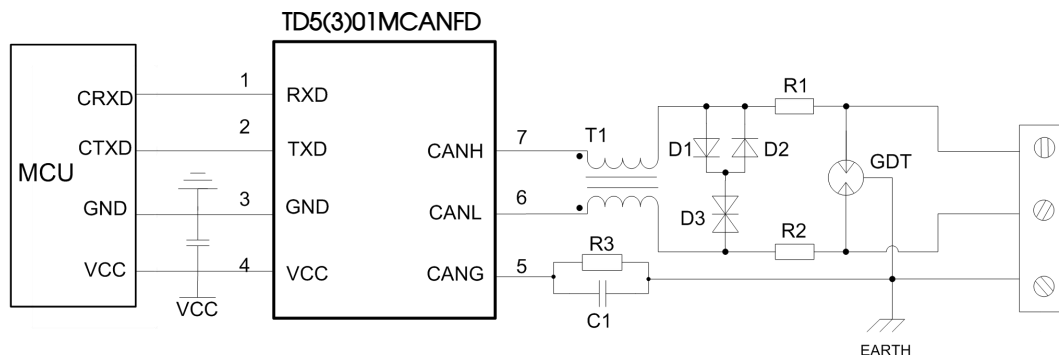 TD5(3)01MCANFD
MCU
CRXD
CTXD
GND
VCC
1
2
3
4
VCC
RXD
TXD
GND
VCC
CANH
CANL
CANG
7
6
5
T1
R3
C1
D1
D2
D3
R1
R2
GDT
EARTH